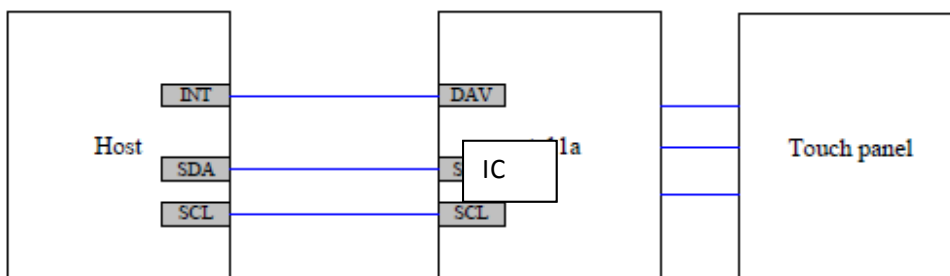 INT
DAV
Host
Touch panel
IC
SDA
SCL
SCL